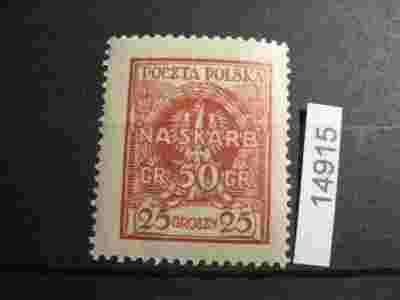 POCZTA POLSKA
NA SKARB
GR. 50 GR.
25 GROSZY 25
14915